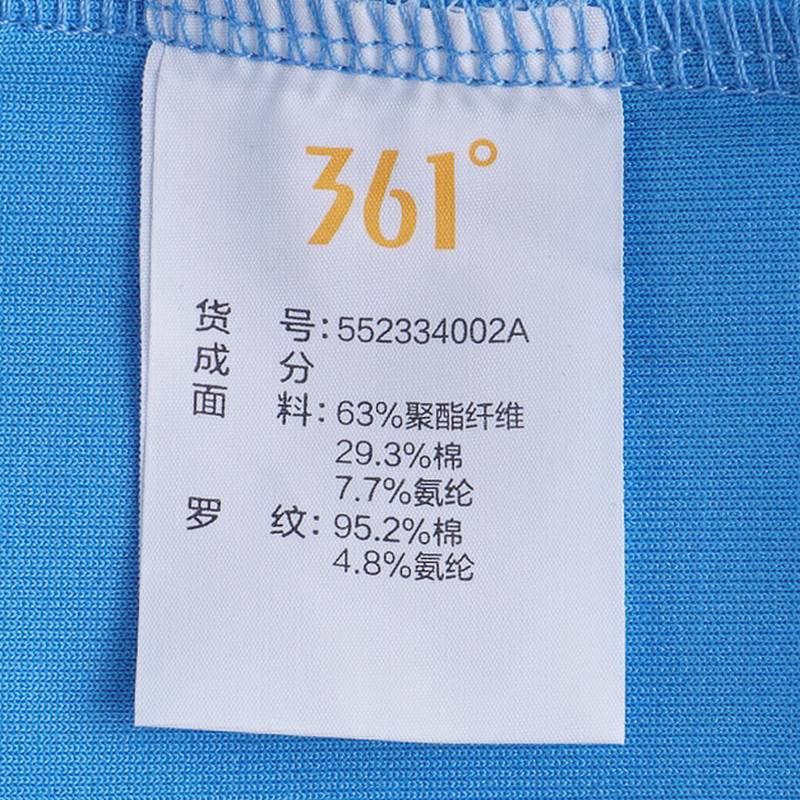 361°
货 号:552334002A
成 分
面 料:63%聚酯纤维
29.3%棉
7.7%氨纶
罗 纹:95.2%棉
4.8%氨纶